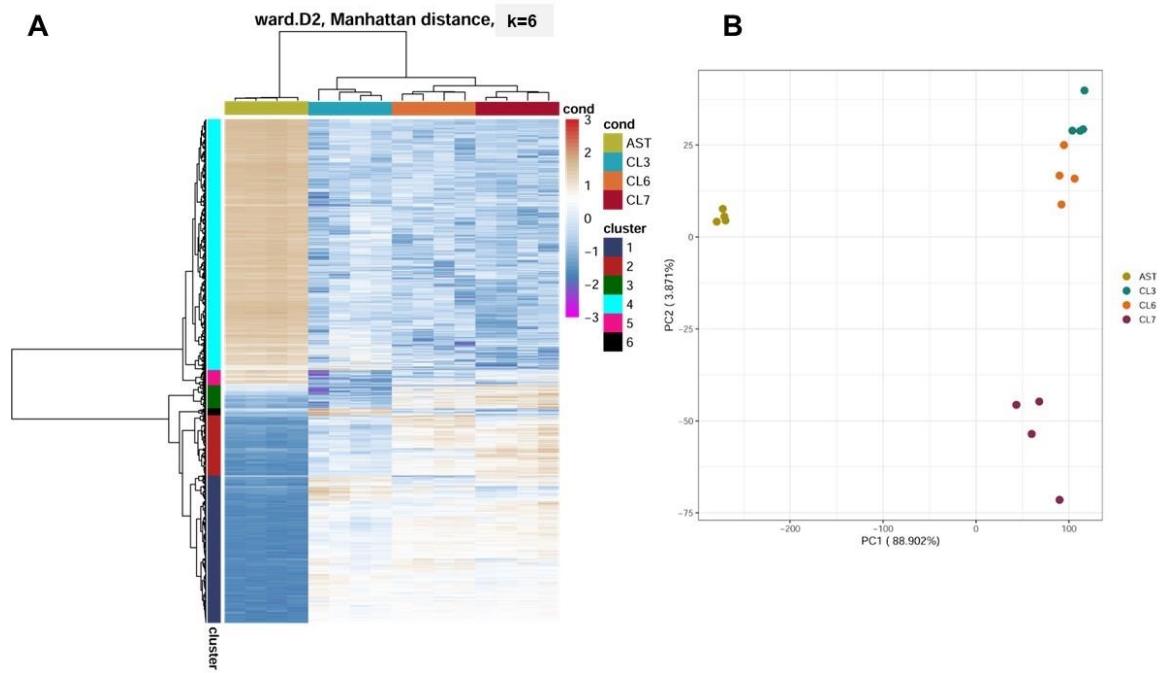 A
ward.D2, Manhattan distance, k=6
cond
3
2
1
0
−1
−2
−3
cond
AST
CL3
CL6
CL7
cluster
1
2
3
4
5
6
cluster
B
25
0
−25
−50
−75
−200
−100
0
100
PC2 ( 3.871%)
PC1 ( 88.902%)
AST
CL3
CL6
CL7